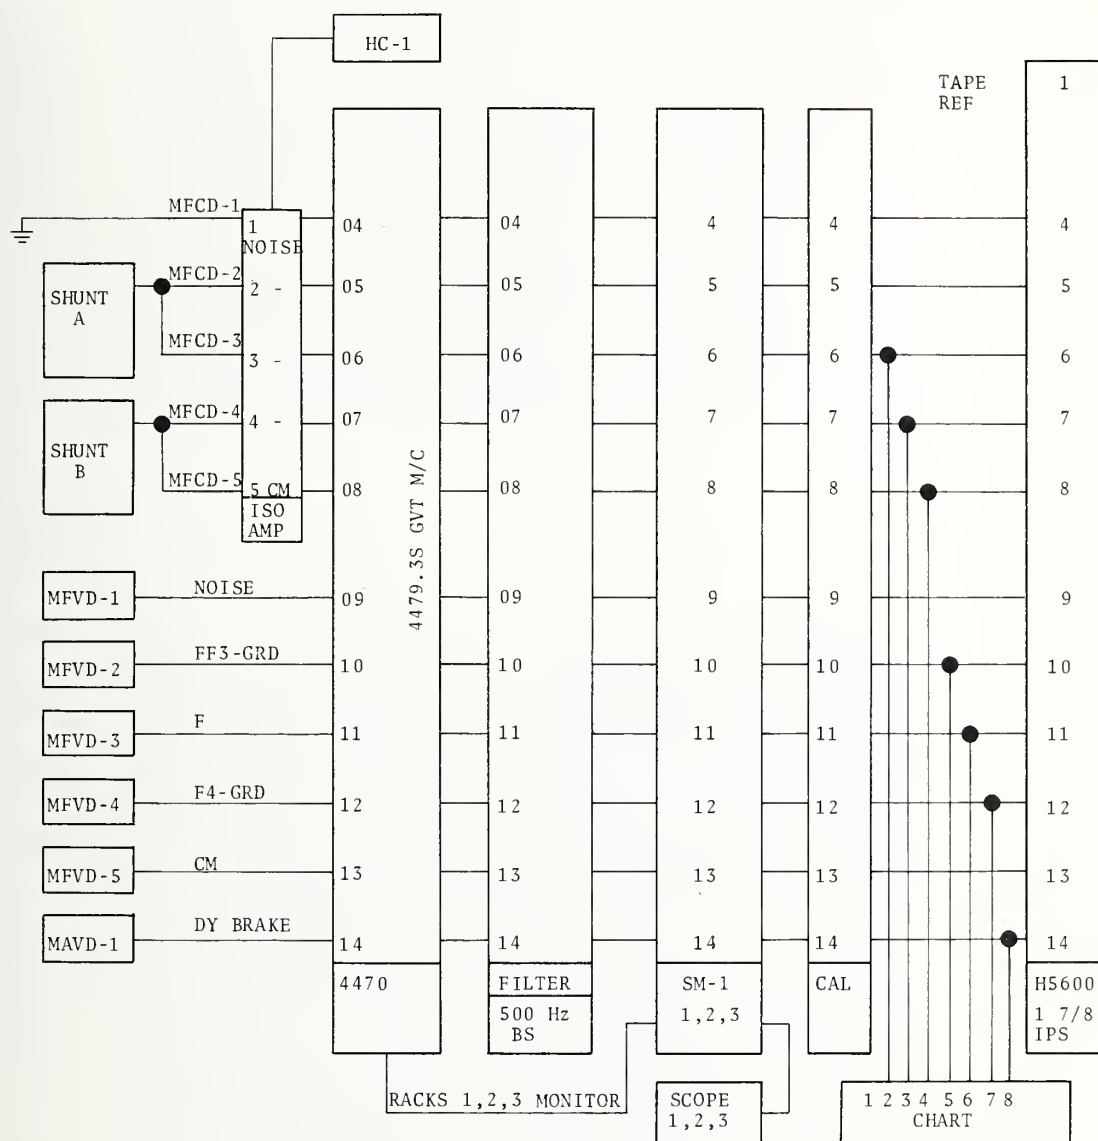 HC-1
TAPE 1
REF
MFCD-1
1 04 04 4 4 4
NOISE
MFCD-2
SHUNT
A
2 - 05 05 5 5 5
MFCD-3
3 - 06 06 6 6 6
MFCD-4
4 - 07 07 7 7 7
SHUNT
B
MFCD-5
5 CM 08 08 8 8 8
ISO
AMP
4479.3S GVT M/C
NOISE
MFVD-1 09 09 9 9 9
FF3-GRD
MFVD-2 10 10 10 10 10
F
MFVD-3 11 11 11 11 11
F4-GRD
MFVD-4 12 12 12 12 12
CM
MFVD-5 13 13 13 13 13
DY BRAKE
MAVD-1 14 14 14 14 14
4470 FILTER SM-1 CAL H5600
500 Hz 1,2,3 1 7/8
BS IPS
RACKS 1,2,3 MONITOR
SCOPE
1,2,3
1 2 3 4 5 6 7 8
CHART